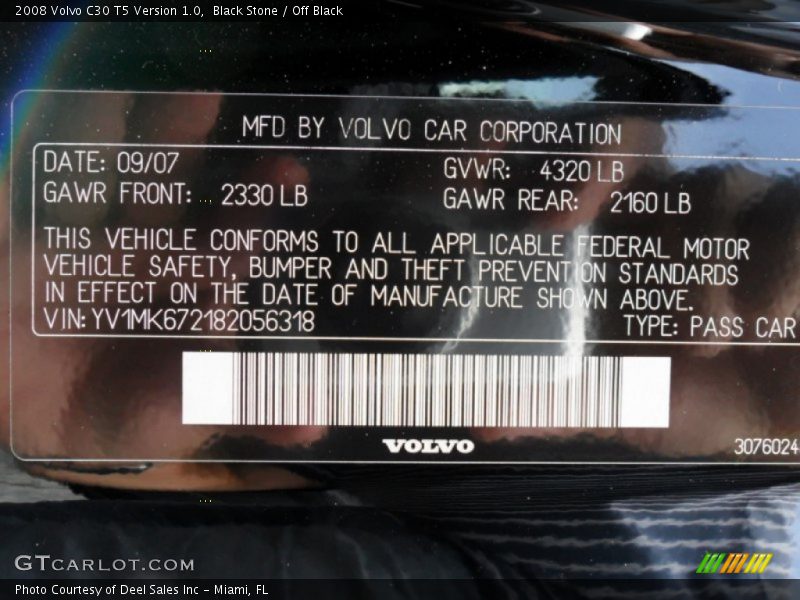 2008 Volvo C30 T5 Version 1.0, Black Stone / Off Black
MFD BY VOLVO CAR CORPORATION
DATE: 09/07 GVWR: 4320 LB
GAWR FRONT: 2330 LB GAWR REAR: 2160 LB
THIS VEHICLE CONFORMS TO ALL APPLICABLE FEDERAL MOTOR
VEHICLE SAFETY, BUMPER AND THEFT PREVENTION STANDARDS
IN EFFECT ON THE DATE OF MANUFACTURE SHOWN ABOVE.
VIN: YV1MK672182056318 TYPE: PASS CAR
VOLVO
3076024
GTCARLOT.COM
Photo Courtesy of Deel Sales Inc - Miami, FL